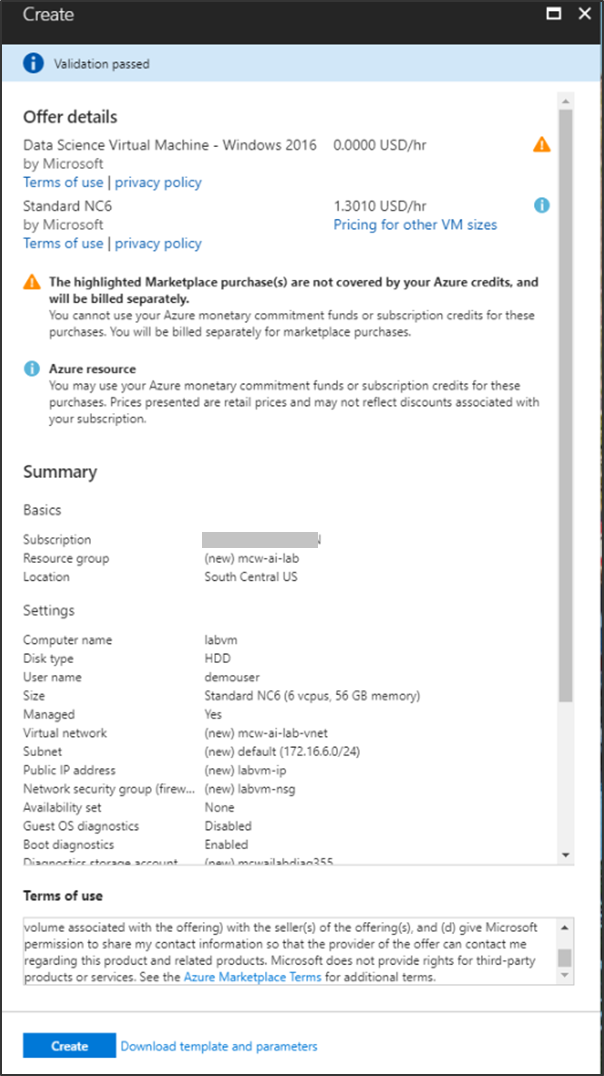 Create
Validation passed
Offer details
Data Science Virtual Machine - Windows 2016 0.0000 USD/hr
by Microsoft
Terms of use | privacy policy
Standard NC6 1.3010 USD/hr
by Microsoft Pricing for other VM sizes
Terms of use | privacy policy
The highlighted Marketplace purchase(s) are not covered by your Azure credits, and
will be billed separately.
You cannot use your Azure monetary commitment funds or subscription credits for these
purchases. You will be billed separately for marketplace purchases.
Azure resource
You may use your Azure monetary commitment funds or subscription credits for these
purchases. Prices presented are retail prices and may not reflect discounts associated with
your subscription.
Summary
Basics
Subscription
Resource group (new) mcw-ai-lab
Location South Central US
Settings
Computer name labvm
Disk type HDD
User name demouser
Size Standard NC6 (6 vcpus, 56 GB memory)
Managed Yes
Virtual network (new) mcw-ai-lab-vnet
Subnet (new) default (172.16.6.0/24)
Public IP address (new) labvm-ip
Network security group (firew... (new) labvm-nsg
Availability set None
Guest OS diagnostics Disabled
Boot diagnostics Enabled
Diagnostics storage account (new) mcwailabdiag355
Terms of use
volume associated with the offering) with the seller(s) of the offering(s), and (d) give Microsoft
permission to share my contact information so that the provider of the offer can contact me
regarding this product and related products. Microsoft does not provide rights for third-party
products or services. See the Azure Marketplace Terms for additional terms.
Create Download template and parameters